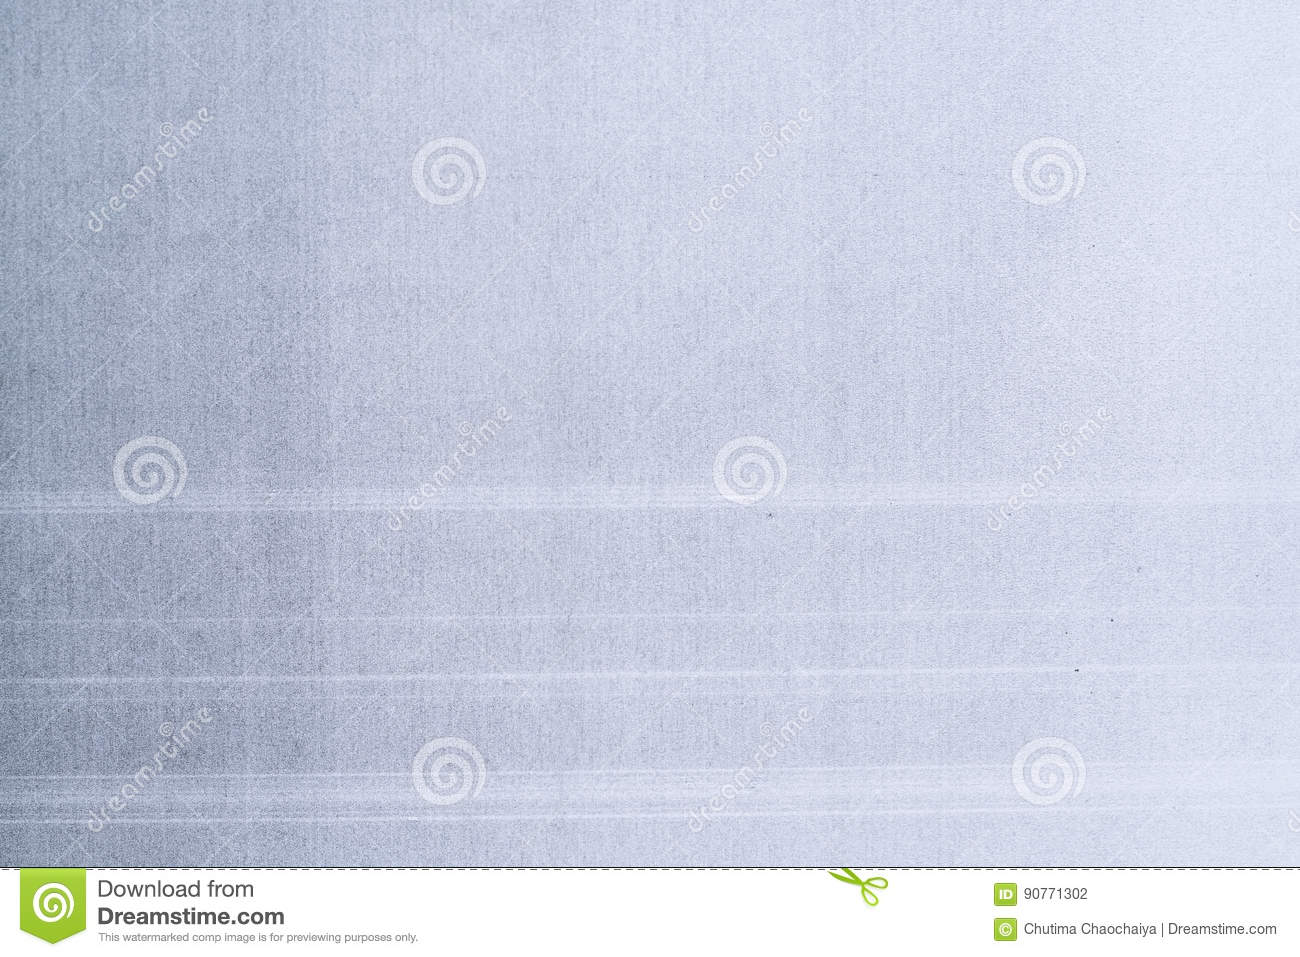 dreamstime
dreamstime
dreamstime
dreamstime
dreamstime
dreamstime
Download from
Dreamstime.com
This watermarked comp image is for previewing purposes only.
ID 90771302
© Chutima Chaochaiya | Dreamstime.com